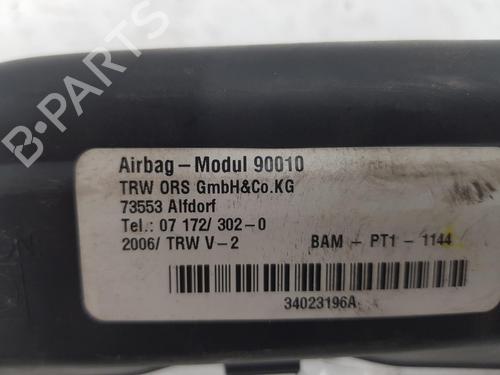 B-PARTS
Airbag – Modul 90010
TRW ORS GmbH&Co.KG
73553 Alfdorf
Tel.: 07 172/ 302-0
2006/ TRW V-2 BAM – PT1 – 1144
34023196A